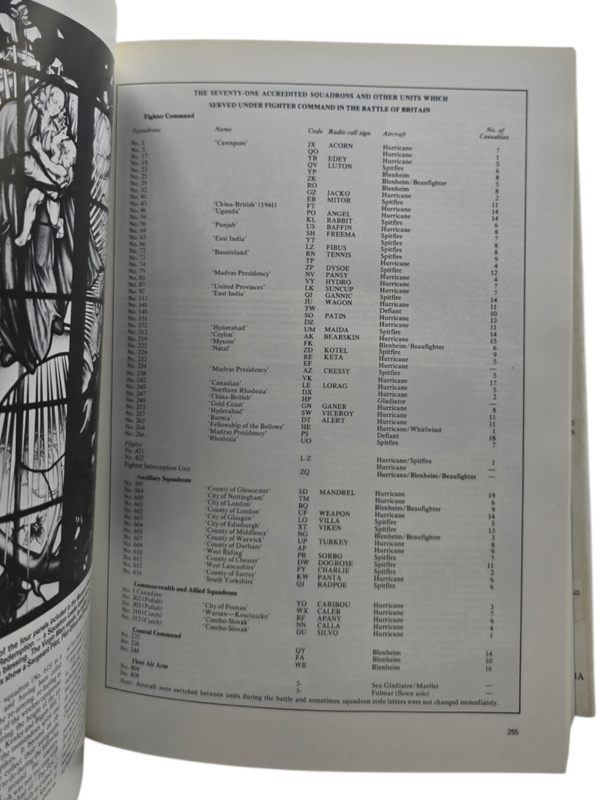 THE SEVENTY-ONE ACCREDITED SQUADRONS AND OTHER UNITS WHICH
SERVED UNDER FIGHTER COMMAND IN THE BATTLE OF BRITAIN
Fighter Command
Squadrons Name Code Radio call sign Aircraft No. of Casualties
No. 1 'Cawnpore' JX ACORN Hurricane 7
No. 3 QO Hurricane 1
No. 17 YB EDEY Hurricane 5
No. 19 QV LUTON Spitfire 6
No. 23 YP Blenheim 8
No. 25 ZK Blenheim/Beaufighter 5
No. 29 RO Blenheim 8
No. 32 GZ JACKO Hurricane 2
No. 41 EB MITOR Spitfire 11
No. 43 'China-British' (1941) FT Hurricane 14
No. 46 'Uganda' PO ANGEL Hurricane 14
No. 54 KL RABBIT Spitfire 6
No. 56 'Punjab' US BAFFIN Hurricane 8
No. 64 SH FREEMA Spitfire 7
No. 65 'East India' YT Spitfire 8
No. 66 LZ FIBUS Spitfire 8
No. 72 'Basutoland' RN TENNIS Spitfire 9
No. 73 TP Hurricane 4
No. 74 ZP DYSOE Spitfire 12
No. 79 'Madras Presidency' NV PANSY Hurricane 4
No. 85 VY HYDRO Hurricane 7
No. 87 'United Provinces' LK SUNCUP Hurricane 7
No. 92 'East India' QJ GANNIC Spitfire 14
No. 111 JU WAGON Hurricane 11
No. 141 TW Defiant 10
No. 145 SO PATIN Hurricane 13
No. 151 DZ Hurricane 11
No. 152 'Hyderabad' UM MAIDA Spitfire 14
No. 213 'Ceylon' AK BEARSKIN Hurricane 15
No. 219 'Mysore' FK Blenheim/Beaufighter 6
No. 222 'Natal' ZD KOTEL Spitfire 9
No. 229 RE KETA Hurricane 5
No. 232 EF Hurricane —
No. 234 'Madras Presidency' AZ CRESSY Spitfire 5
No. 238 VK Hurricane 17
No. 242 'Canadian' LE LORAG Hurricane 5
No. 245 'Northern Rhodesia' DX Hurricane 2
No. 247 'China-British' HP Gladiator —
No. 249 'Gold Coast' GN GANER Hurricane 8
No. 253 'Hyderabad' SW VICEROY Hurricane 11
No. 257 'Burma' DT ALERT Hurricane 11
No. 263 'Fellowship of the Bellows' HE Hurricane/Whirlwind 1
No. 264 'Madras Presidency' PS Defiant 18
No. 266 'Rhodesia' UO Spitfire 7
Flights
No. 421 L-Z Hurricane/Spitfire 1
No. 422 Hurricane —
Fighter Interception Unit ZQ Hurricane/Blenheim/Beaufighter —
Auxiliary Squadrons
No. 501 'County of Gloucester' SD MANDREL Hurricane 19
No. 504 'City of Nottingham' TM Hurricane 6
No. 600 'City of London' BQ Blenheim/Beaufighter 9
No. 601 'County of London' UF WEAPON Hurricane 14
No. 602 'City of Glasgow' LO VILLA Spitfire 5
No. 603 'City of Edinburgh' XT VIKEN Spitfire 13
No. 604 'County of Middlesex' NG Blenheim/Beaufighter 3
No. 605 'County of Warwick' UP TURKEY Hurricane 8
No. 607 'County of Durham' AF Hurricane 9
No. 609 'West Riding' PR SORBO Spitfire 7
No. 610 'County of Chester' DW DOGROSE Spitfire 11
No. 611 'West Lancashire' FY CHARLIE Spitfire 2
No. 615 'County of Surrey' KW PANTA Hurricane 6
No. 616 'South Yorkshire' QJ RADPOE Spitfire 6
Commonwealth and Allied Squadrons
No. 1 Canadian YO CARIBOU Hurricane 3
No. 302 (Polish) 'City of Poznan' WX CALEB Hurricane 7
No. 303 (Polish) 'Warsaw—Kosciuszko' RF APANY Hurricane 9
No. 310 (Czech) 'Czecho-Slovak' NN CALLA Hurricane 4
No. 312 (Czech) 'Czecho-Slovak' DU SILVO Hurricane 1
Coastal Command
No. 235 QY Blenheim 14
No. 236 FA Blenheim 10
No. 248 WR Blenheim 16
Fleet Air Arm
No. 804 S- Sea Gladiator/Martlet —
No. 808 S- Fulmar (flown solo) —
Note: Aircraft were switched between units during the battle and sometimes squadron code letters were not changed immediately.
255